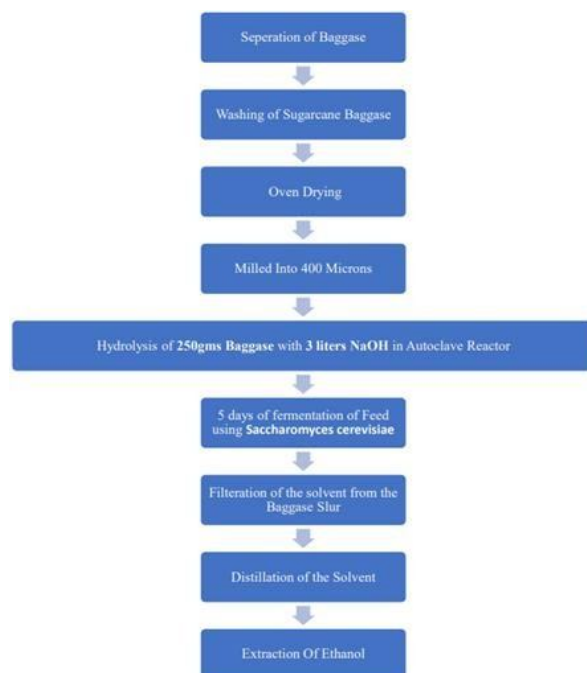 Seperation of Baggase
Washing of Sugarcane Baggase
Oven Drying
Milled Into 400 Microns
Hydrolysis of 250gms Baggase with 3 liters NaOH in Autoclave Reactor
5 days of fermentation of Feed
using Saccharomyces cerevisiae
Filteration of the solvent from the
Baggase Slur
Distillation of the Solvent
Extraction Of Ethanol